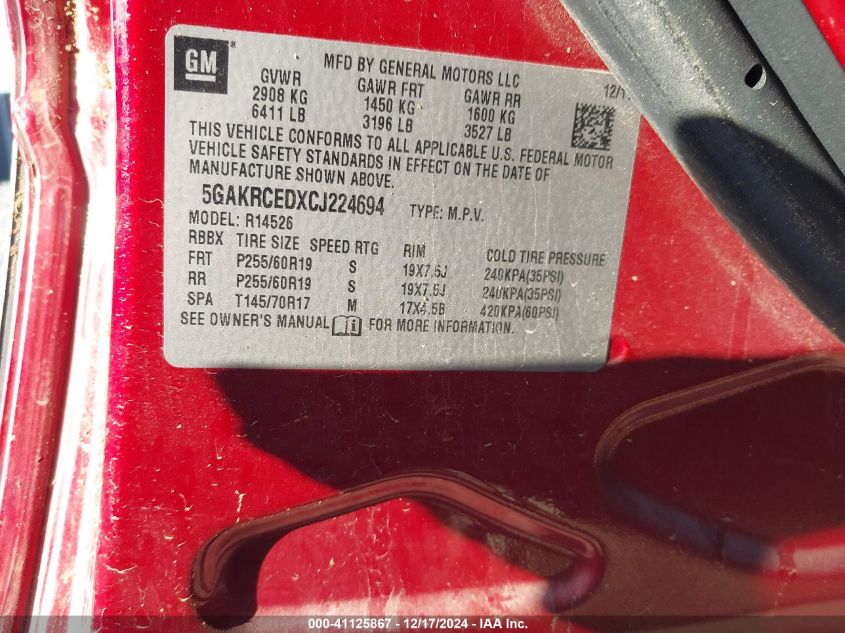 GM®
MFD BY GENERAL MOTORS LLC
GVWR GAWR FRT GAWR RR 12/1
2908 KG 1450 KG 1600 KG
6411 LB 3196 LB 3527 LB
THIS VEHICLE CONFORMS TO ALL APPLICABLE U.S. FEDERAL MOTOR
VEHICLE SAFETY STANDARDS IN EFFECT ON THE DATE OF
MANUFACTURE SHOWN ABOVE.
5GAKRCEDXCJ224694 TYPE: M.P.V.
MODEL: R14526
RBBX TIRE SIZE SPEED RTG RIM COLD TIRE PRESSURE
FRT P255/60R19 S 19X7.5J 240KPA(35PSI)
RR P255/60R19 S 19X7.5J 240KPA(35PSI)
SPA T145/70R17 M 17X4.5B 420KPA(60PSI)
SEE OWNER'S MANUAL FOR MORE INFORMATION.
000-41125867 - 12/17/2024 - IAA Inc.